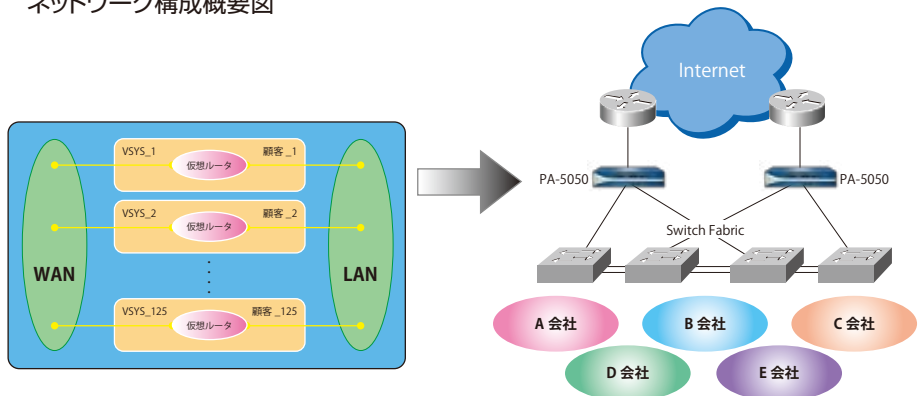 ネットワーク構成概要図
VSYS_1
顧客_1
仮想ルータ
VSYS_2
顧客_2
仮想ルータ
WAN
LAN
VSYS_125
顧客_125
仮想ルータ
Internet
PA-5050
PA-5050
Switch Fabric
A 会社
B 会社
C 会社
D 会社
E 会社